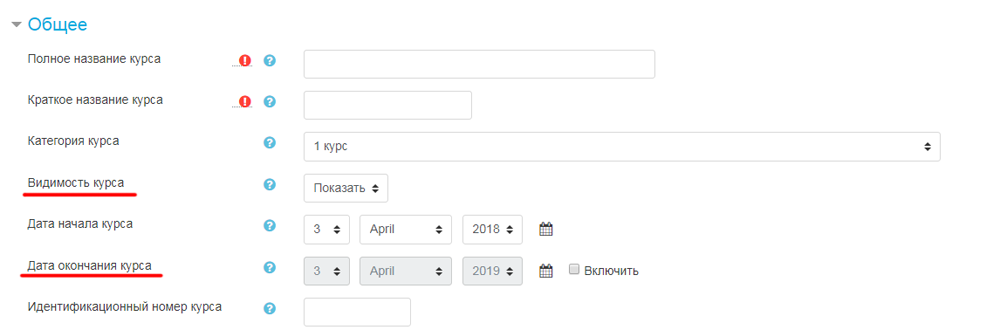 Общее
Полное название курса
Краткое название курса
Категория курса 1 курс
Видимость курса Показать
Дата начала курса 3 April 2018
Дата окончания курса 3 April 2019 Включить
Идентификационный номер курса